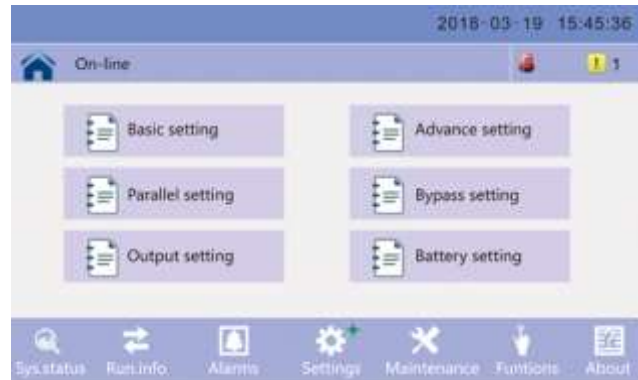 2018-03-19 15:45:36
On-line
! 1
Basic setting
Advance setting
Parallel setting
Bypass setting
Output setting
Battery setting
Sys.status Run.info Alarms Settings Maintenance Funtions About